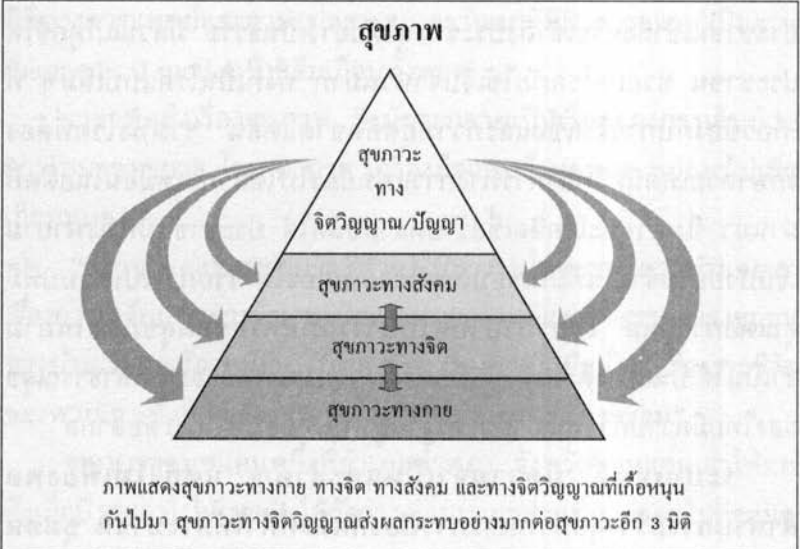 สุขภาพ
สุขภาวะ
ทาง
จิตวิญญาณ/ปัญญา
สุขภาวะทางสังคม
สุขภาวะทางจิต
สุขภาวะทางกาย
ภาพแสดงสุขภาวะทางกาย ทางจิต ทางสังคม และทางจิตวิญญาณที่เกื้อหนุน
กันไปมา สุขภาวะทางจิตวิญญาณส่งผลกระทบอย่างมากต่อสุขภาวะอีก 3 มิติ